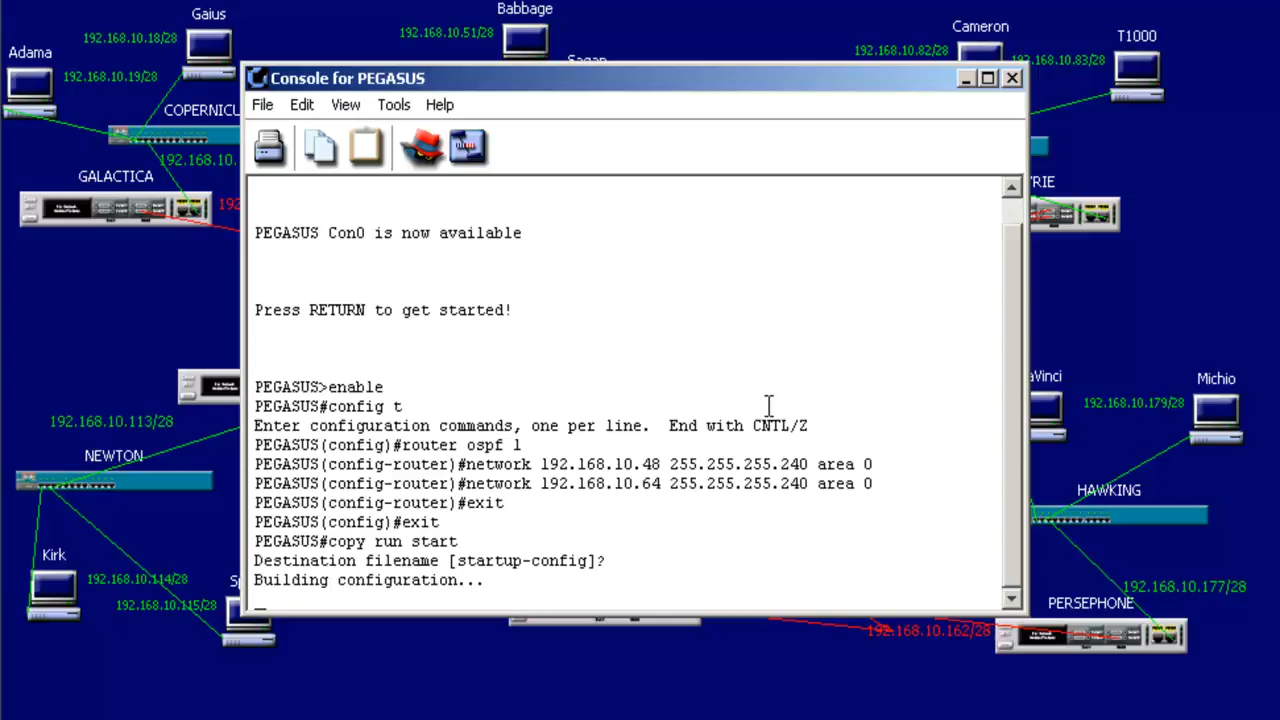 Babbage
Gaius
Cameron
192.168.10.51/28
T1000
192.168.10.18/28
192.168.10.82/28
Adama
192.168.10.83/28
192.168.10.19/28
Console for PEGASUS
File Edit View Tools Help
COPERNICU
192.168.10.
GALACTICA
RIE
192
PEGASUS Con0 is now available
Press RETURN to get started!
PEGASUS>enable
PEGASUS#config t
Enter configuration commands, one per line.  End with CNTL/Z
PEGASUS(config)#router ospf 1
PEGASUS(config-router)#network 192.168.10.48 255.255.255.240 area 0
PEGASUS(config-router)#network 192.168.10.64 255.255.255.240 area 0
PEGASUS(config-router)#exit
PEGASUS(config)#exit
PEGASUS#copy run start
Destination filename [startup-config]?
Building configuration...
aVinci
Michio
192.168.10.179/28
192.168.10.113/28
NEWTON
HAWKING
Kirk
192.168.10.114/28
192.168.10.115/28
Sp
192.168.10.177/28
PERSEPHONE
192.168.10.162/28